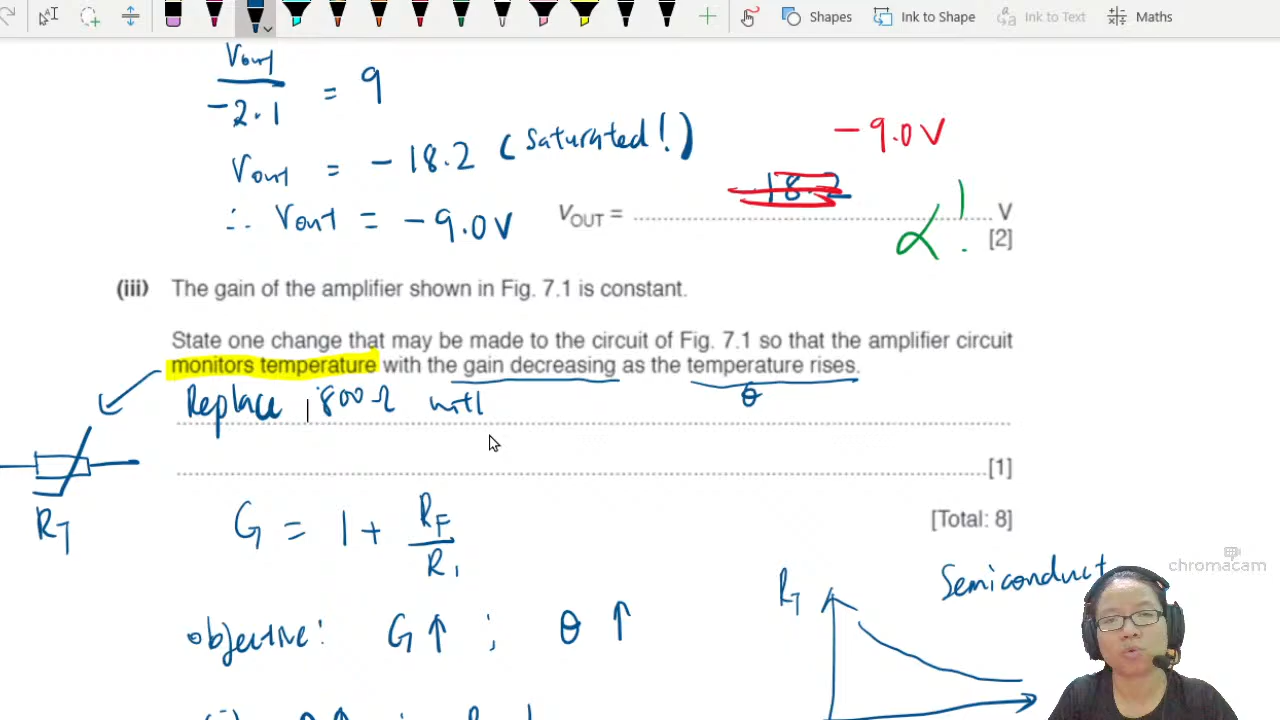 Shapes Ink to Shape Ink to Text Maths
Vout
-2.1 = 9
Vout = -18.2 (Saturated!)
-9.0V
18.2
∴ Vout = -9.0V
VOUT = ........ V
[2]
(iii) The gain of the amplifier shown in Fig. 7.1 is constant.
State one change that may be made to the circuit of Fig. 7.1 so that the amplifier circuit
monitors temperature with the gain decreasing as the temperature rises.
θ
Replace 1800Ω with
[1]
RT
G = 1 + RF/R1
[Total: 8]
chromacam
Semiconduct
RT
objective: G↑ ; θ ↑